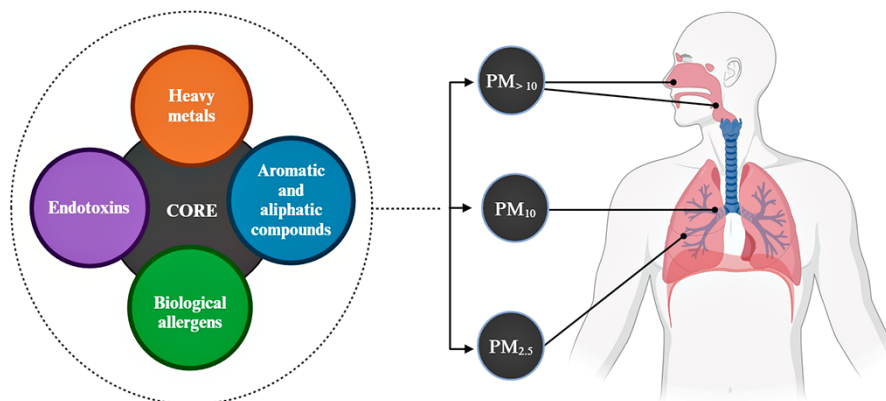 Heavy
metals
Endotoxins
CORE
Aromatic
and
aliphatic
compounds
Biological
allergens
PM> 10
PM10
PM2.5